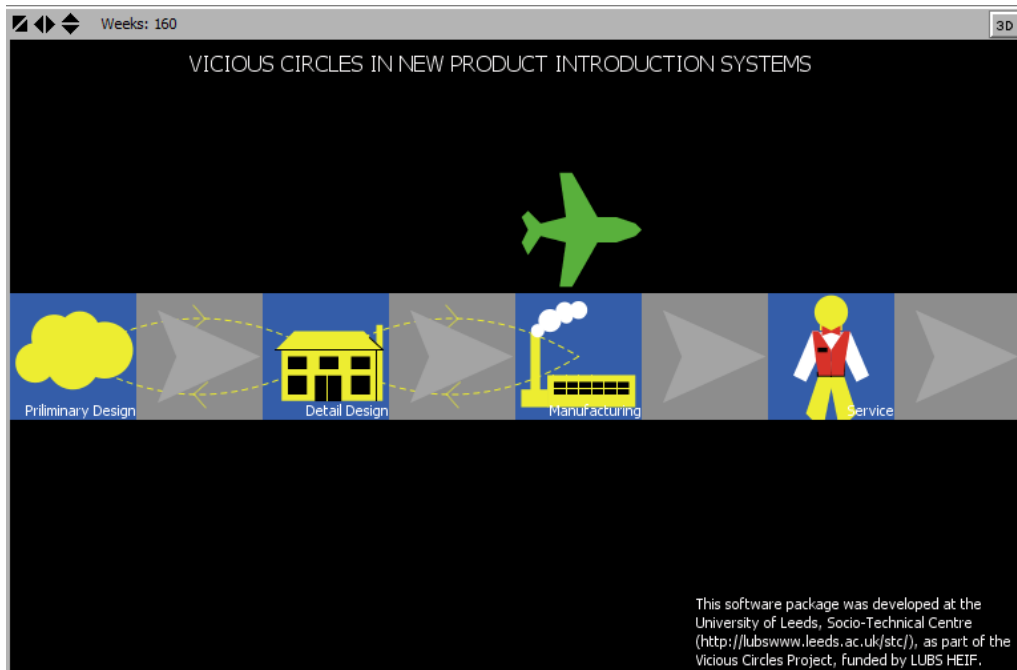 Weeks: 160
3D
VICIOUS CIRCLES IN NEW PRODUCT INTRODUCTION SYSTEMS
Priliminary Design
Detail Design
Manufacturing
Service
This software package was developed at the
University of Leeds, Socio-Technical Centre
(http://lubswww.leeds.ac.uk/stc/), as part of the
Vicious Circles Project, funded by LUBS HEIF.